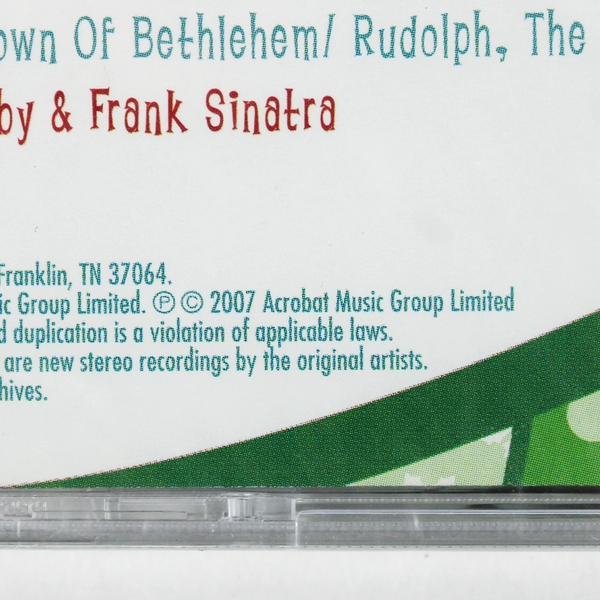 own Of Bethlehem/ Rudolph, The
by & Frank Sinatra
Franklin, TN 37064.
ic Group Limited. ℗ © 2007 Acrobat Music Group Limited
d duplication is a violation of applicable laws.
are new stereo recordings by the original artists.
hives.